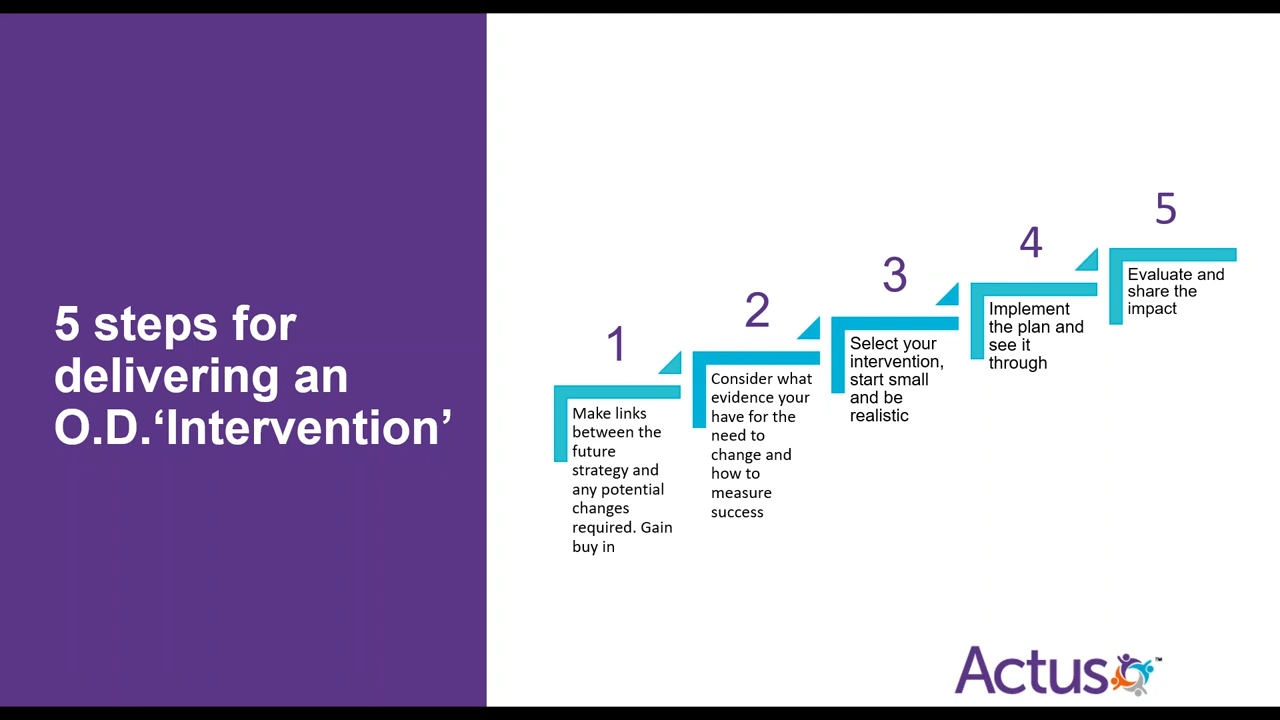 5 steps for
delivering an
O.D.‘Intervention’
1
Make links
between the
future
strategy and
any potential
changes
required. Gain
buy in
2
Consider what
evidence your
have for the
need to
change and
how to
measure
success
3
Select your
intervention,
start small
and be
realistic
4
Implement
the plan and
see it
through
5
Evaluate and
share the
impact
Actus™